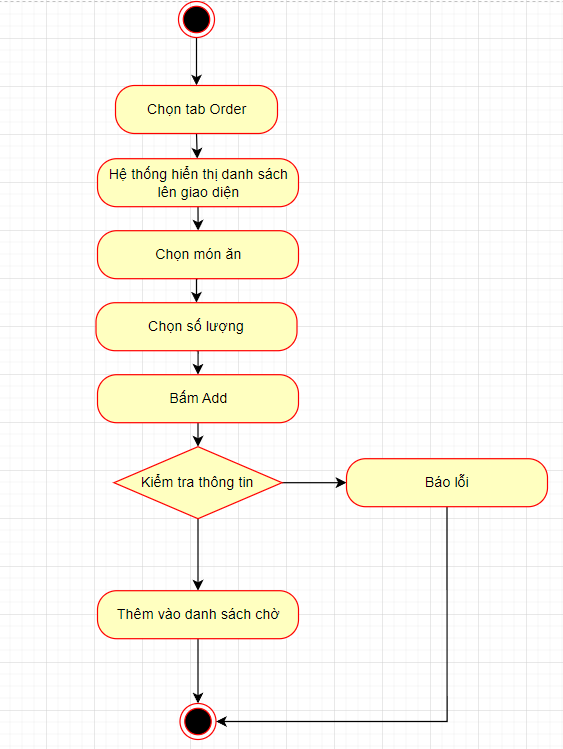 Chọn tab Order
Hệ thống hiển thị danh sách
lên giao diện
Chọn món ăn
Chọn số lượng
Bấm Add
Kiểm tra thông tin
Báo lỗi
Thêm vào danh sách chờ